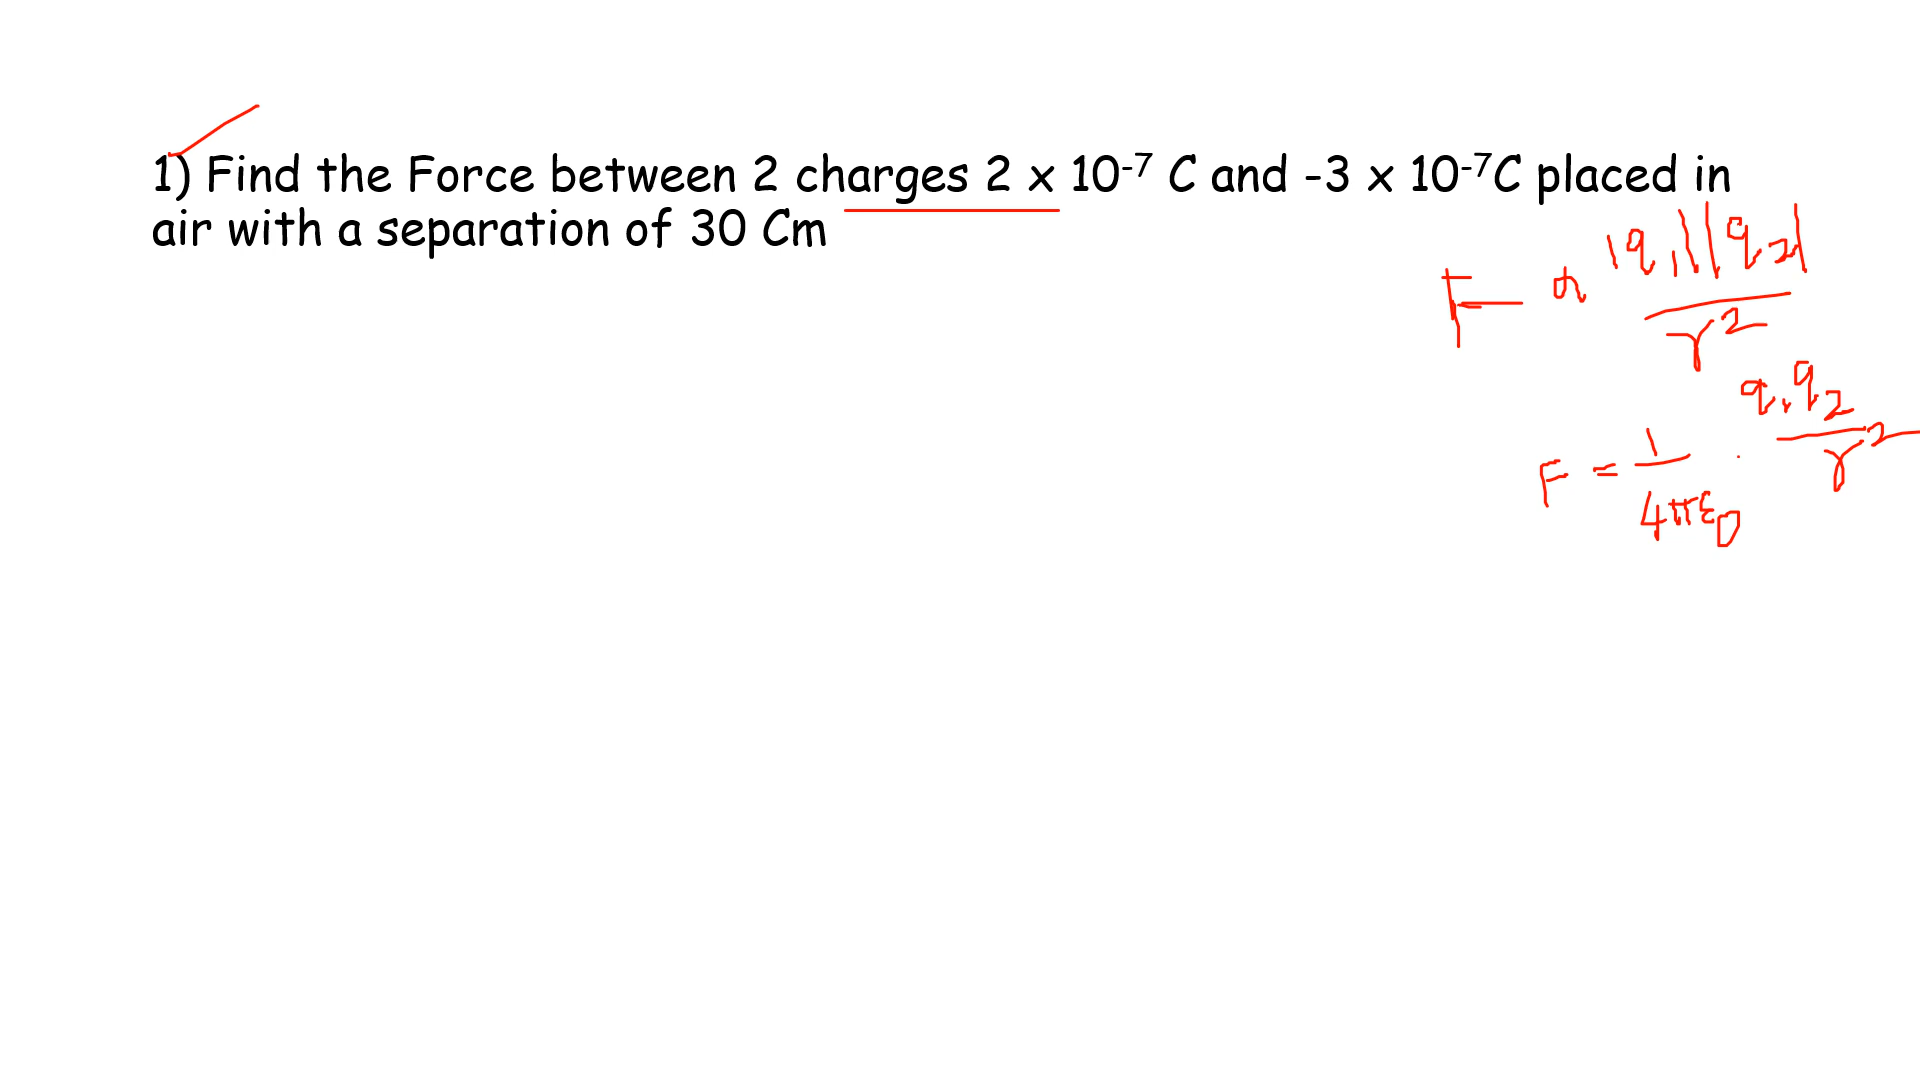 1) Find the Force between 2 charges 2 x 10⁻⁷ C and -3 x 10⁻⁷C placed in
air with a separation of 30 Cm
F ∝ |q₁||q₂| / r²
F = 1/4πε₀ . q₁q₂/r²